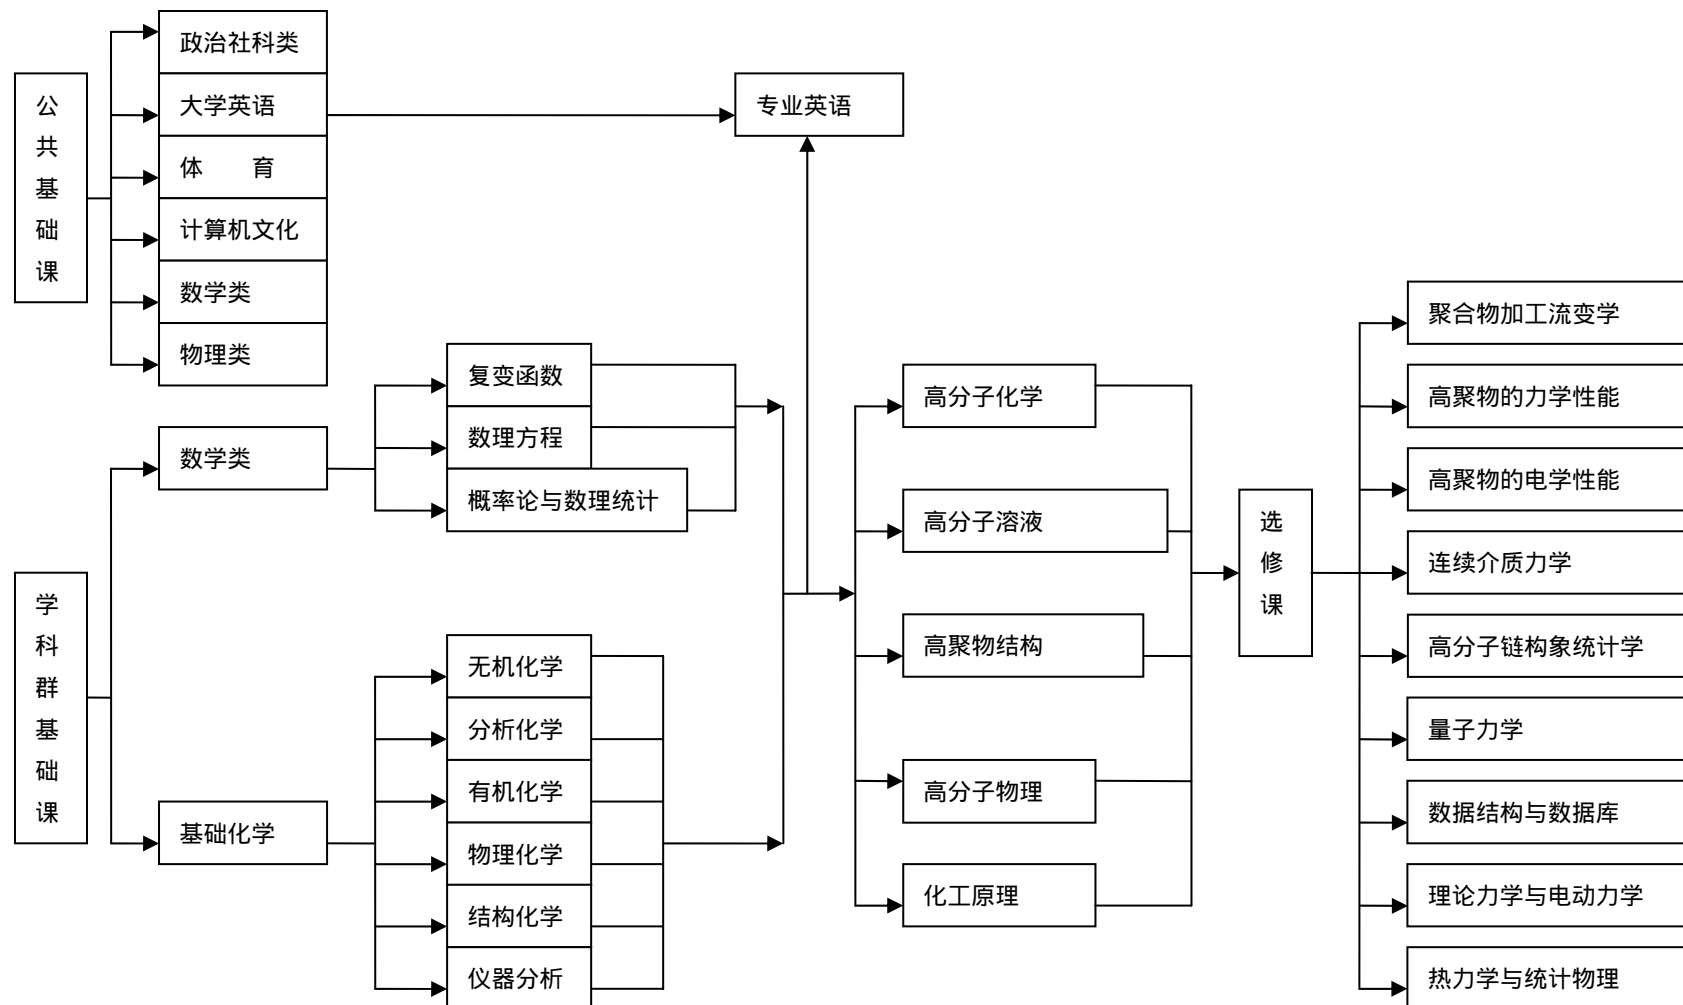 公共基础课
政治社科类
大学英语
体 育
计算机文化
数学类
物理类
专业英语
学科群基础课
数学类
复变函数
数理方程
概率论与数理统计
基础化学
无机化学
分析化学
有机化学
物理化学
结构化学
仪器分析
高分子化学
高分子溶液
高聚物结构
高分子物理
化工原理
选修课
聚合物加工流变学
高聚物的力学性能
高聚物的电学性能
连续介质力学
高分子链构象统计学
量子力学
数据结构与数据库
理论力学与电动力学
热力学与统计物理